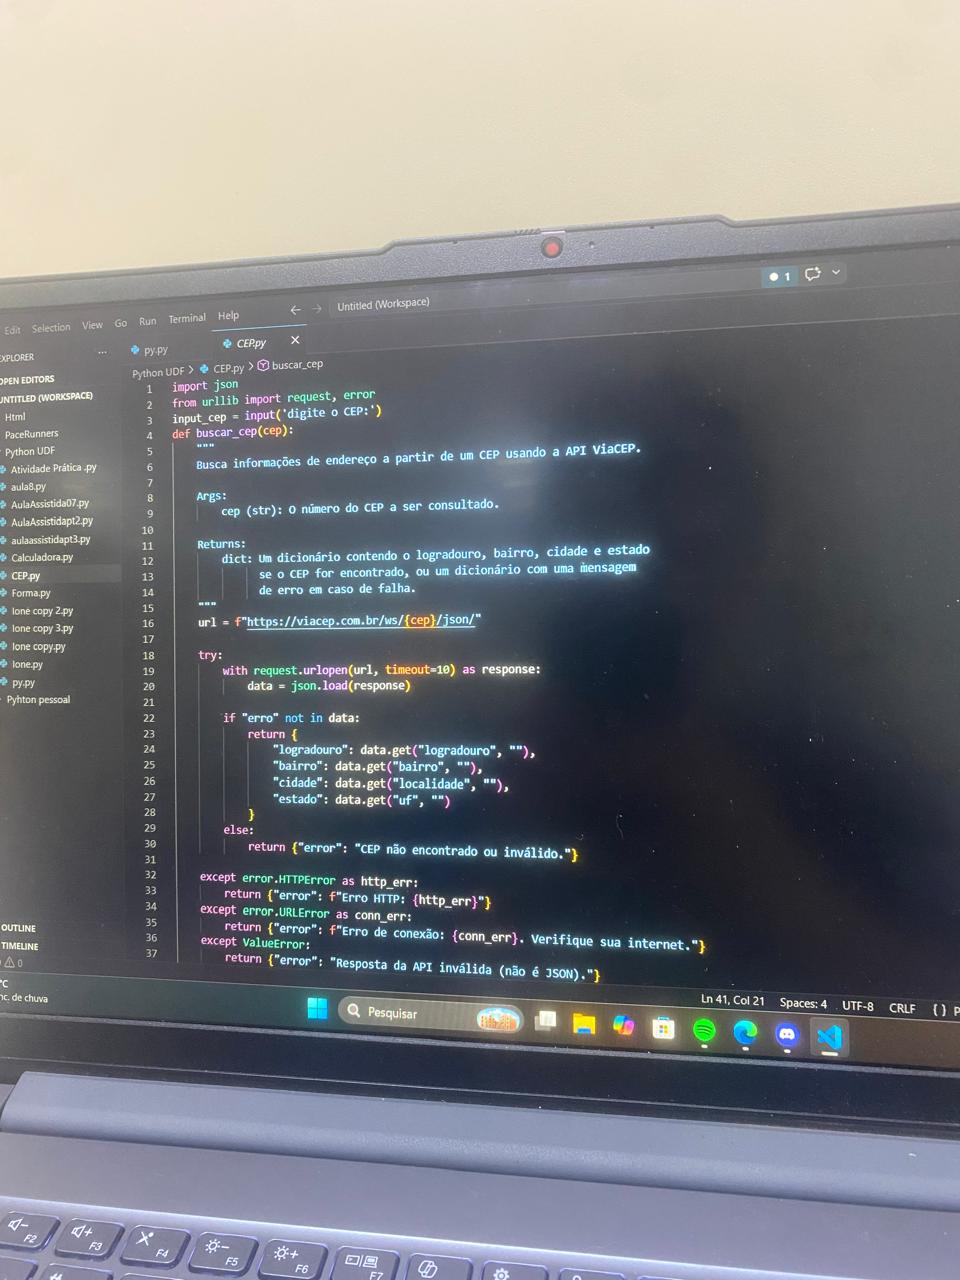 Edit Selection View Go Run Terminal Help
Untitled (Workspace)
1
EXPLORER
...
py.py
CEP.py
OPEN EDITORS
UNTITLED (WORKSPACE)
Html
PaceRunners
Python UDF
Atividade Prática .py
aula8.py
AulaAssistida07.py
AulaAssistidapt2.py
aulaassistidapt3.py
Calculadora.py
CEP.py
Forma.py
Ione copy 2.py
Ione copy 3.py
Ione copy.py
Ione.py
py.py
Pyhton pessoal
OUTLINE
TIMELINE
0
Python UDF > CEP.py > buscar_cep
1 import json
2 from urllib import request, error
3 input_cep = input('digite o CEP:')
4 def buscar_cep(cep):
5 """
6 Busca informações de endereço a partir de um CEP usando a API ViaCEP.
7
8 Args:
9 cep (str): O número do CEP a ser consultado.
10
11 Returns:
12 dict: Um dicionário contendo o logradouro, bairro, cidade e estado
13 se o CEP for encontrado, ou um dicionário com uma mensagem
14 de erro em caso de falha.
15 """
16 url = f"https://viacep.com.br/ws/{cep}/json/"
17
18 try:
19 with request.urlopen(url, timeout=10) as response:
20 data = json.load(response)
21
22 if "erro" not in data:
23 return {
24 "logradouro": data.get("logradouro", ""),
25 "bairro": data.get("bairro", ""),
26 "cidade": data.get("localidade", ""),
27 "estado": data.get("uf", "")
28 }
29 else:
30 return {"error": "CEP não encontrado ou inválido."}
31
32 except error.HTTPError as http_err:
33 return {"error": f"Erro HTTP: {http_err}"}
34 except error.URLError as conn_err:
35 return {"error": f"Erro de conexão: {conn_err}. Verifique sua internet."}
36 except ValueError:
37 return {"error": "Resposta da API inválida (não é JSON)."}
Ln 41, Col 21 Spaces: 4 UTF-8 CRLF { } P
°C
nc. de chuva
Pesquisar
F2
F3
F4
F5
F6
F7